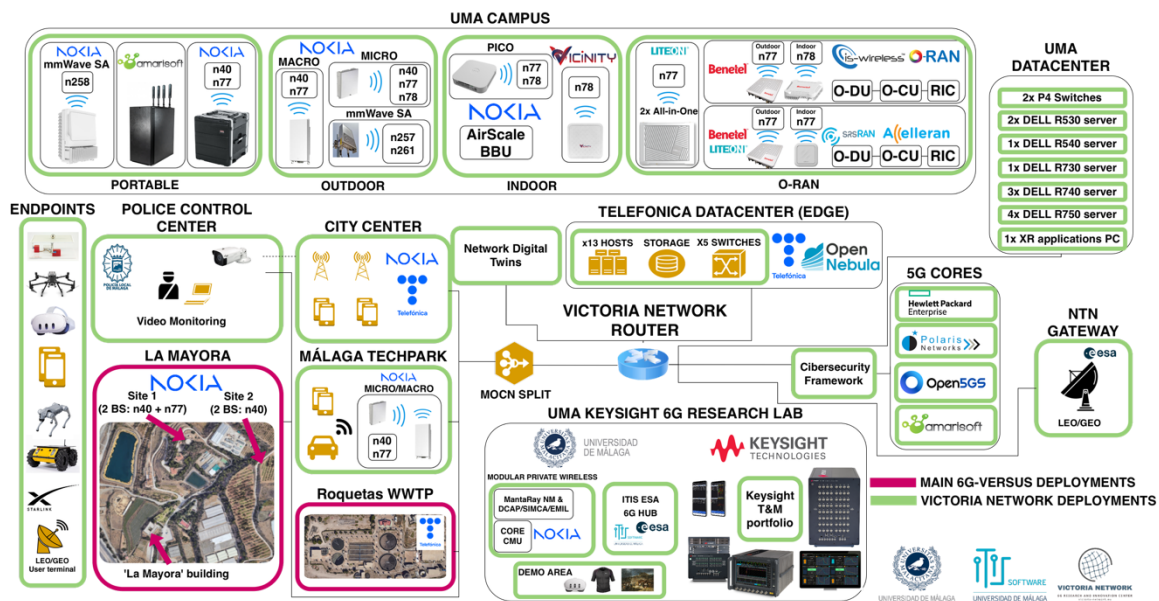 UMA CAMPUS
NOKIA
mmWave SA
n258
amarisoft
NOKIA
n40
n77
PORTABLE
NOKIA
MACRO
n40
n77
MICRO
n40
n77
n78
mmWave SA
n257
n261
OUTDOOR
PICO
n77
n78
NOKIA
AirScale
BBU
VICINITY
n78
INDOOR
LITEON
n77
2x All-in-One
Benetel
Outdoor
n77
Indoor
n78
is-wireless
O-RAN
O-DU
O-CU
RIC
Benetel
LITEON
Outdoor
n77
Indoor
n77
srsRAN
Accelleran
O-DU
O-CU
RIC
O-RAN
UMA
DATACENTER
2x P4 Switches
2x DELL R530 server
1x DELL R540 server
1x DELL R730 server
3x DELL R740 server
4x DELL R750 server
1x XR applications PC
ENDPOINTS
STARLINK
LEO/GEO
User terminal
POLICE CONTROL
CENTER
POLICIA LOCAL
DE MÁLAGA
Video Monitoring
CITY CENTER
NOKIA
Telefónica
Network Digital
Twins
TELEFONICA DATACENTER (EDGE)
x13 HOSTS
STORAGE
X5 SWITCHES
Telefónica
Open
Nebula
VICTORIA NETWORK
ROUTER
MOCN SPLIT
Cibersecurity
Framework
5G CORES
Hewlett Packard
Enterprise
Polaris
Networks
Open5GS
amarisoft
NTN
GATEWAY
esa
LEO/GEO
LA MAYORA
NOKIA
Site 1
(2 BS: n40 + n77)
Site 2
(2 BS: n40)
'La Mayora' building
MÁLAGA TECHPARK
NOKIA
MICRO/MACRO
n40
n77
Roquetas WWTP
Telefónica
UMA KEYSIGHT 6G RESEARCH LAB
UNIVERSIDAD
DE MÁLAGA
KEYSIGHT
TECHNOLOGIES
MODULAR PRIVATE WIRELESS
MantaRay NM &
DCAP/SIMCA/EMIL
CORE
CMU
NOKIA
ITIS ESA
6G HUB
esa
Keysight
T&M
portfolio
DEMO AREA
MAIN 6G-VERSUS DEPLOYMENTS
VICTORIA NETWORK DEPLOYMENTS
UNIVERSIDAD DE MÁLAGA
ITIS
SOFTWARE
UNIVERSIDAD DE MÁLAGA
VICTORIA NETWORK